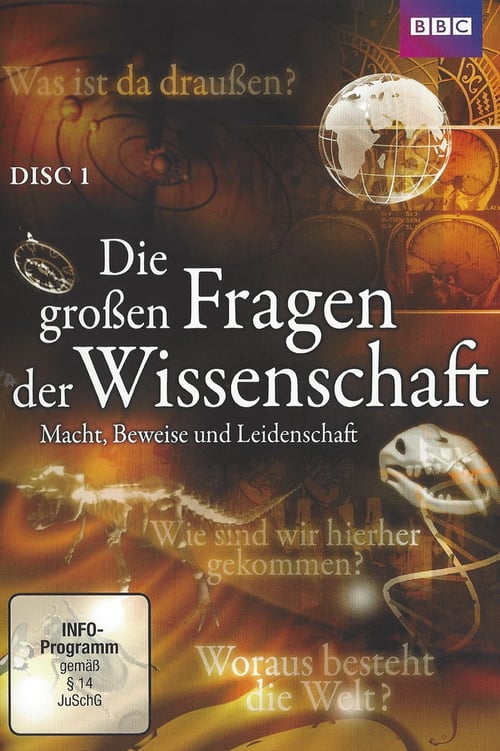 BBC
Was ist da draußen?
DISC 1
Die
großen Fragen
der Wissenschaft
Macht, Beweise und Leidenschaft
Wie sind wir hierher
gekommen?
INFO-
Programm
gemäß
§ 14
JuSchG
Woraus besteht
die Welt?